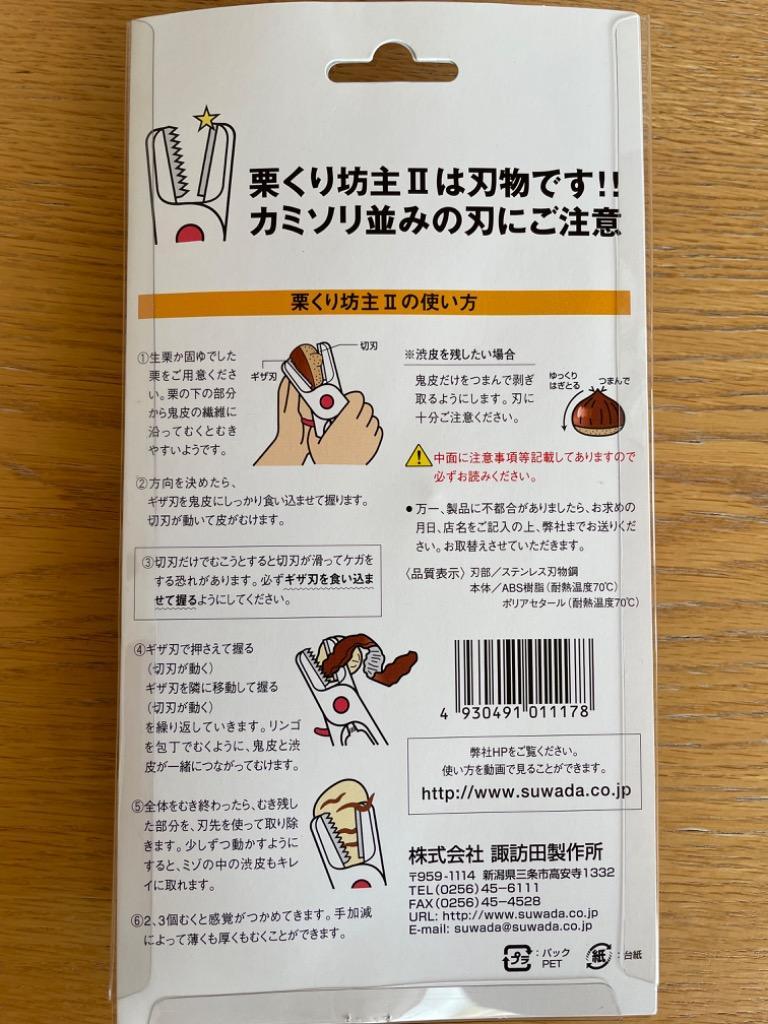 栗くり坊主Ⅱは刃物です!!
カミソリ並みの刃にご注意
栗くり坊主Ⅱの使い方
①生栗か固ゆでした
栗をご用意くださ
い。栗の下の部分
から鬼皮の繊維に
沿ってむくとむき
やすいようです。
ギザ刃
切刃
②方向を決めたら、
ギザ刃を鬼皮にしっかり食い込ませて握ります。
切刃が動いて皮がむけます。
③切刃だけでむこうとすると切刃が滑ってケガを
する恐れがあります。必ずギザ刃を食い込ま
せて握るようにしてください。
④ギザ刃で押さえて握る
(切刃が動く)
ギザ刃を隣に移動して握る
(切刃が動く)
を繰り返していきます。リンゴ
を包丁でむくように、鬼皮と渋
皮が一緒につながってむけます。
⑤全体をむき終わったら、むき残し
た部分を、刃先を使って取り除
きます。少しずつ動かすように
すると、ミゾの中の渋皮もキレ
イに取れます。
⑥2、3個むくと感覚がつかめてきます。手加減
によって薄くも厚くもむくことができます。
※渋皮を残したい場合
鬼皮だけをつまんで剥ぎ
取るようにします。刃に
十分ご注意ください。
ゆっくり
はぎとる
つまんで
中面に注意事項等記載してありますので
必ずお読みください。
●万一、製品に不都合がありましたら、お求めの
月日、店名をご記入の上、弊社までお送りくだ
さい。お取替えさせていただきます。
〈品質表示〉 刃部/ステンレス刃物鋼
本体/ABS樹脂(耐熱温度70℃)
ポリアセタール(耐熱温度70℃)
4 930491 011178
弊社HPをご覧ください。
使い方を動画で見ることができます。
http://www.suwada.co.jp
株式会社 諏訪田製作所
〒959-1114 新潟県三条市高安寺1332
TEL(0256)45-6111
FAX(0256)45-4528
URL: http://www.suwada.co.jp
E-mail: suwada@suwada.co.jp
プラ :パック
PET
紙 :台紙